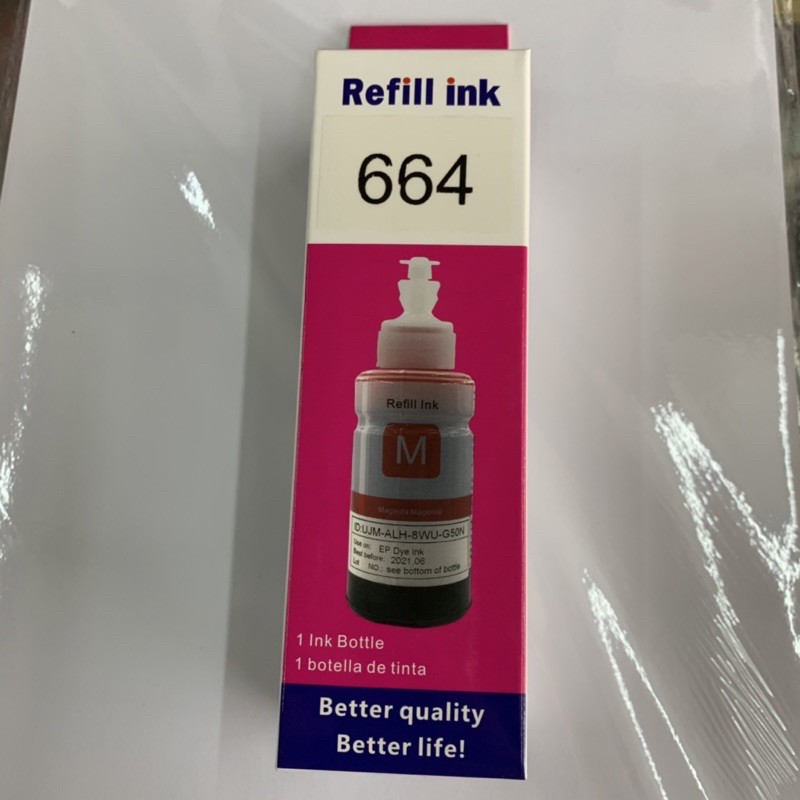 Refill ink
664
Refill Ink
M
Magenta Magenta
ID:UJM-ALH-8WU-G50N
Use on: EP Dye Ink
Best before: 2021.06
Lot NO.: see bottom of bottle
1 Ink Bottle
1 botella de tinta
Better quality
Better life!